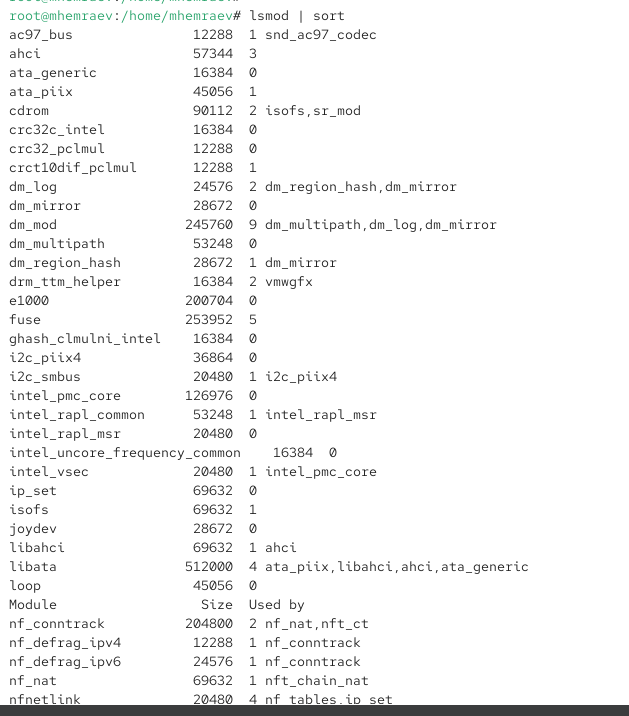 root@mhemraev:/home/mhemraev# lsmod | sort
ac97_bus               12288  1 snd_ac97_codec
ahci                   57344  3
ata_generic            16384  0
ata_piix               45056  1
cdrom                  90112  2 isofs,sr_mod
crc32c_intel           16384  0
crc32_pclmul           12288  0
crct10dif_pclmul       12288  1
dm_log                 24576  2 dm_region_hash,dm_mirror
dm_mirror              28672  0
dm_mod                245760  9 dm_multipath,dm_log,dm_mirror
dm_multipath           53248  0
dm_region_hash         28672  1 dm_mirror
drm_ttm_helper         16384  2 vmwgfx
e1000                 200704  0
fuse                  253952  5
ghash_clmulni_intel    16384  0
i2c_piix4              36864  0
i2c_smbus              20480  1 i2c_piix4
intel_pmc_core        126976  0
intel_rapl_common      53248  1 intel_rapl_msr
intel_rapl_msr         20480  0
intel_uncore_frequency_common    16384  0
intel_vsec             20480  1 intel_pmc_core
ip_set                 69632  0
isofs                  69632  1
joydev                 28672  0
libahci                69632  1 ahci
libata                512000  4 ata_piix,libahci,ahci,ata_generic
loop                   45056  0
Module                  Size  Used by
nf_conntrack          204800  2 nf_nat,nft_ct
nf_defrag_ipv4         12288  1 nf_conntrack
nf_defrag_ipv6         24576  1 nf_conntrack
nf_nat                 69632  1 nft_chain_nat
nfnetlink              20480  4 nf_tables,ip_set